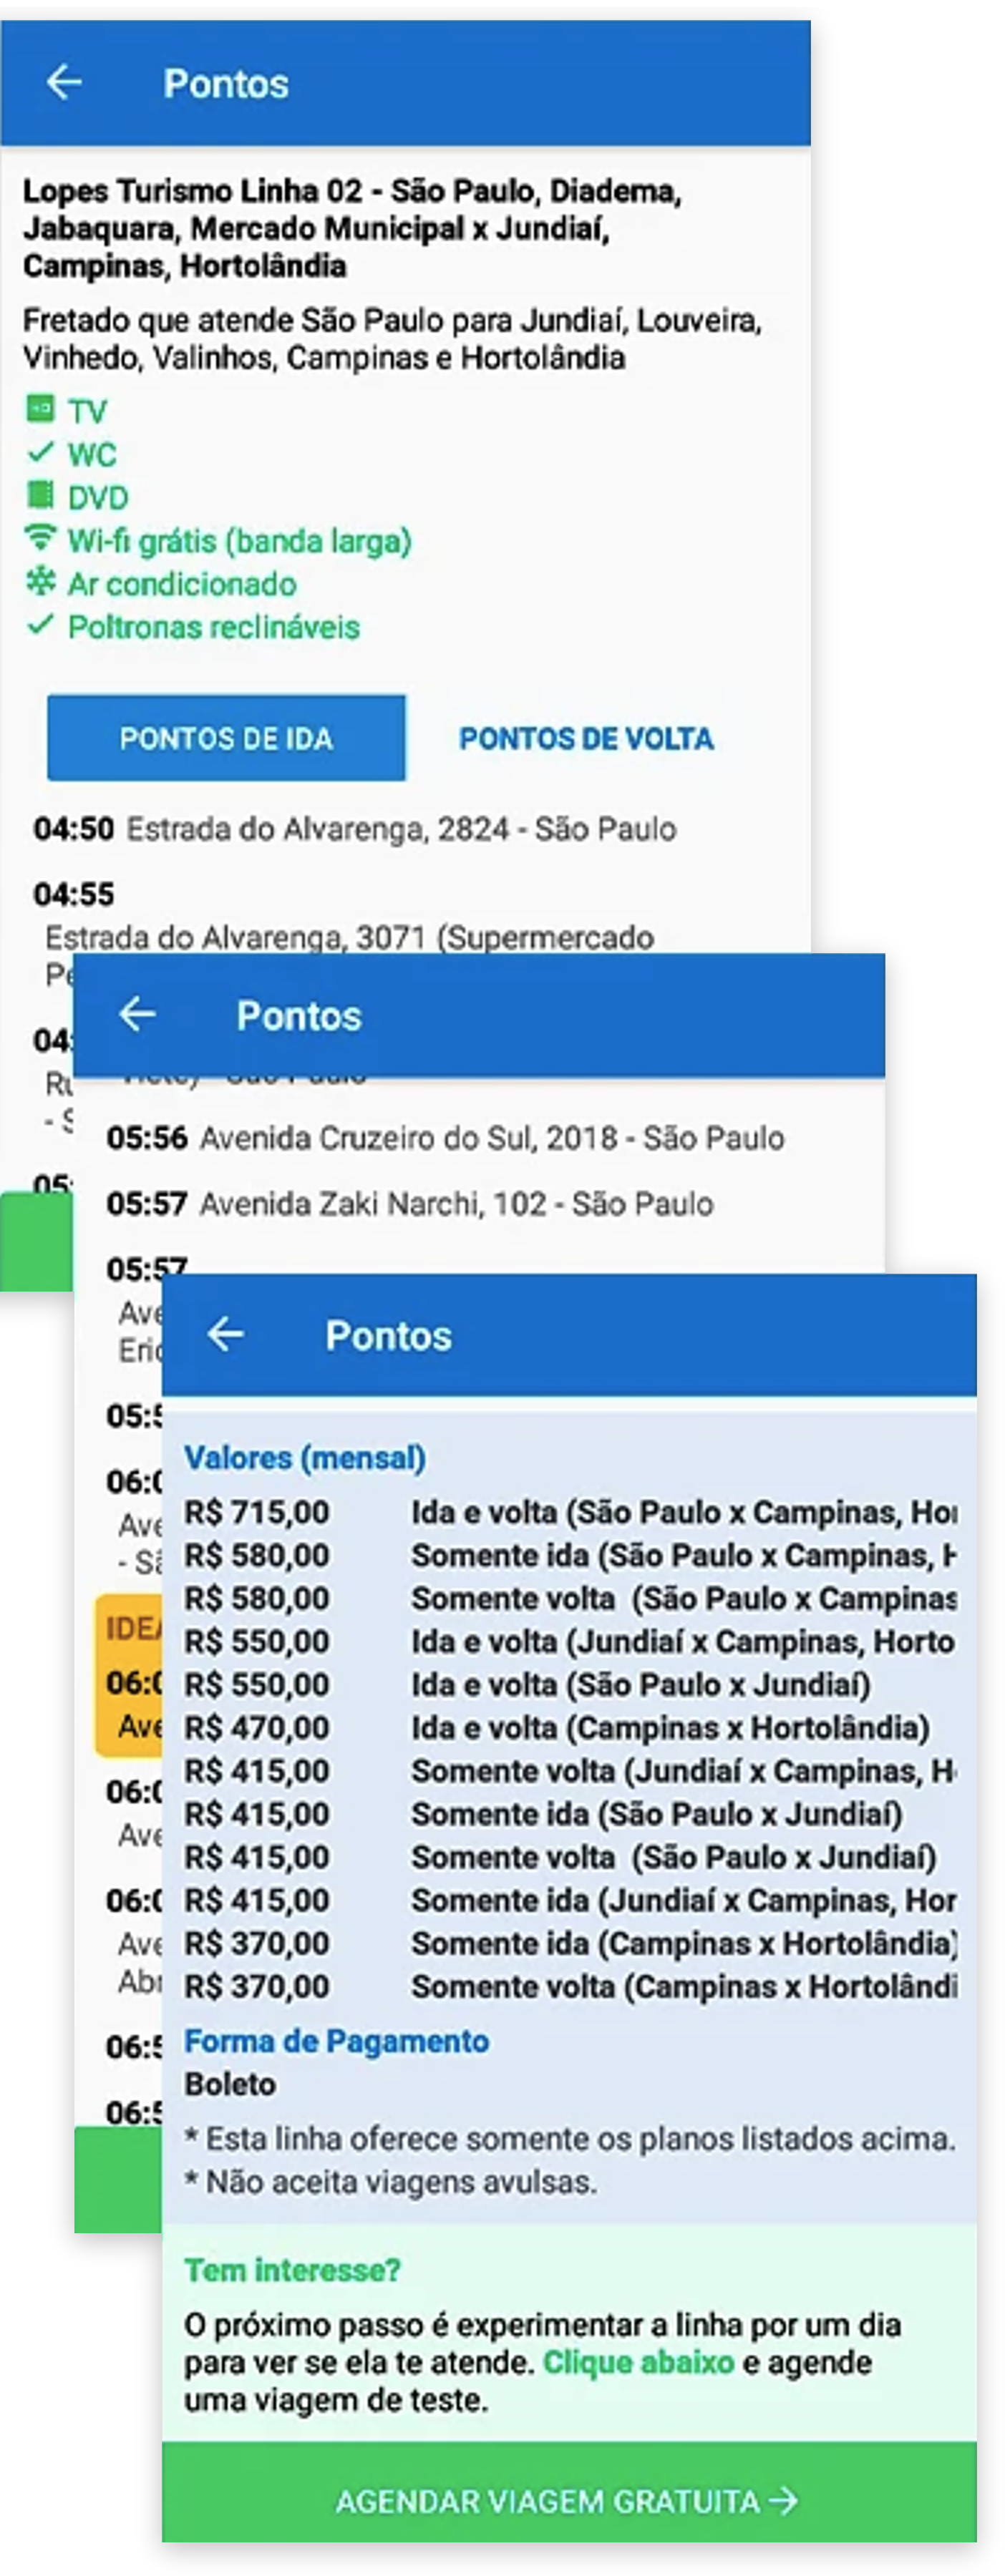 Pontos
Lopes Turismo Linha 02 - São Paulo, Diadema,
Jabaquara, Mercado Municipal x Jundiaí,
Campinas, Hortolândia
Fretado que atende São Paulo para Jundiaí, Louveira,
Vinhedo, Valinhos, Campinas e Hortolândia
TV
WC
DVD
Wi-fi grátis (banda larga)
Ar condicionado
Poltronas reclináveis
PONTOS DE IDA
PONTOS DE VOLTA
04:50 Estrada do Alvarenga, 2824 - São Paulo
04:55
Estrada do Alvarenga, 3071 (Supermercado
Pontos
05:56 Avenida Cruzeiro do Sul, 2018 - São Paulo
05:57 Avenida Zaki Narchi, 102 - São Paulo
05:57
Pontos
Valores (mensal)
R$ 715,00 Ida e volta (São Paulo x Campinas,
R$ 580,00 Somente ida (São Paulo x Campinas,
R$ 580,00 Somente volta (São Paulo x Campinas
R$ 550,00 Ida e volta (Jundiaí x Campinas, Horto
R$ 550,00 Ida e volta (São Paulo x Jundiaí)
R$ 470,00 Ida e volta (Campinas x Hortolândia)
R$ 415,00 Somente volta (Jundiaí x Campinas, H
R$ 415,00 Somente ida (São Paulo x Jundiaí)
R$ 415,00 Somente volta (São Paulo x Jundiaí)
R$ 415,00 Somente ida (Jundiaí x Campinas, Hor
R$ 370,00 Somente ida (Campinas x Hortolândia)
R$ 370,00 Somente volta (Campinas x Hortolândi
Forma de Pagamento
Boleto
* Esta linha oferece somente os planos listados acima.
* Não aceita viagens avulsas.
Tem interesse?
O próximo passo é experimentar a linha por um dia
para ver se ela te atende. Clique abaixo e agende
uma viagem de teste.
AGENDAR VIAGEM GRATUITA →